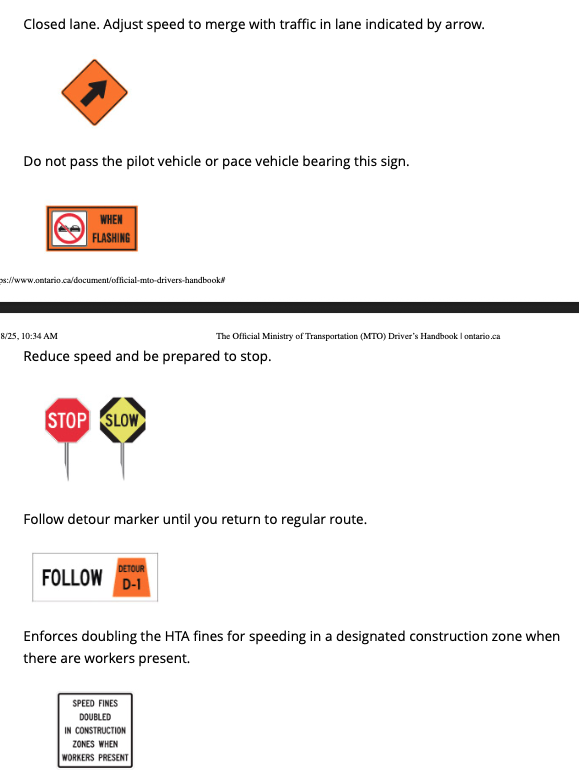 Closed lane. Adjust speed to merge with traffic in lane indicated by arrow.
Do not pass the pilot vehicle or pace vehicle bearing this sign.
WHEN
FLASHING
ps://www.ontario.ca/document/official-mto-drivers-handbook#
8/25, 10:34 AM The Official Ministry of Transportation (MTO) Driver's Handbook | ontario.ca
Reduce speed and be prepared to stop.
STOP SLOW
Follow detour marker until you return to regular route.
FOLLOW DETOUR
D-1
Enforces doubling the HTA fines for speeding in a designated construction zone when
there are workers present.
SPEED FINES
DOUBLED
IN CONSTRUCTION
ZONES WHEN
WORKERS PRESENT